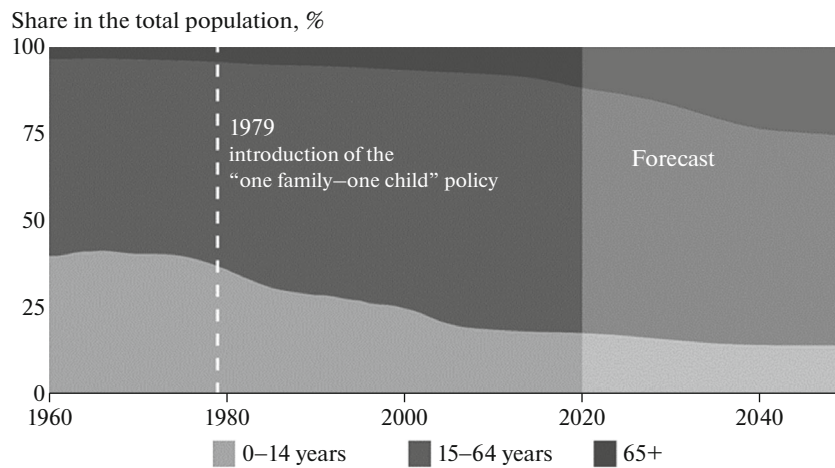 Share in the total population, %
100
75
50
25
0
1979
introduction of the
“one family—one child” policy
Forecast
1960 1980 2000 2020 2040
0–14 years 15–64 years 65+